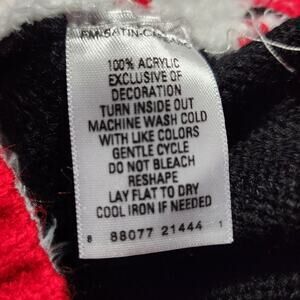 100% ACRYLIC
EXCLUSIVE OF
DECORATION
TURN INSIDE OUT
MACHINE WASH COLD
WITH LIKE COLORS
GENTLE CYCLE
DO NOT BLEACH
RESHAPE
LAY FLAT TO DRY
COOL IRON IF NEEDED
8 88077 21444 1